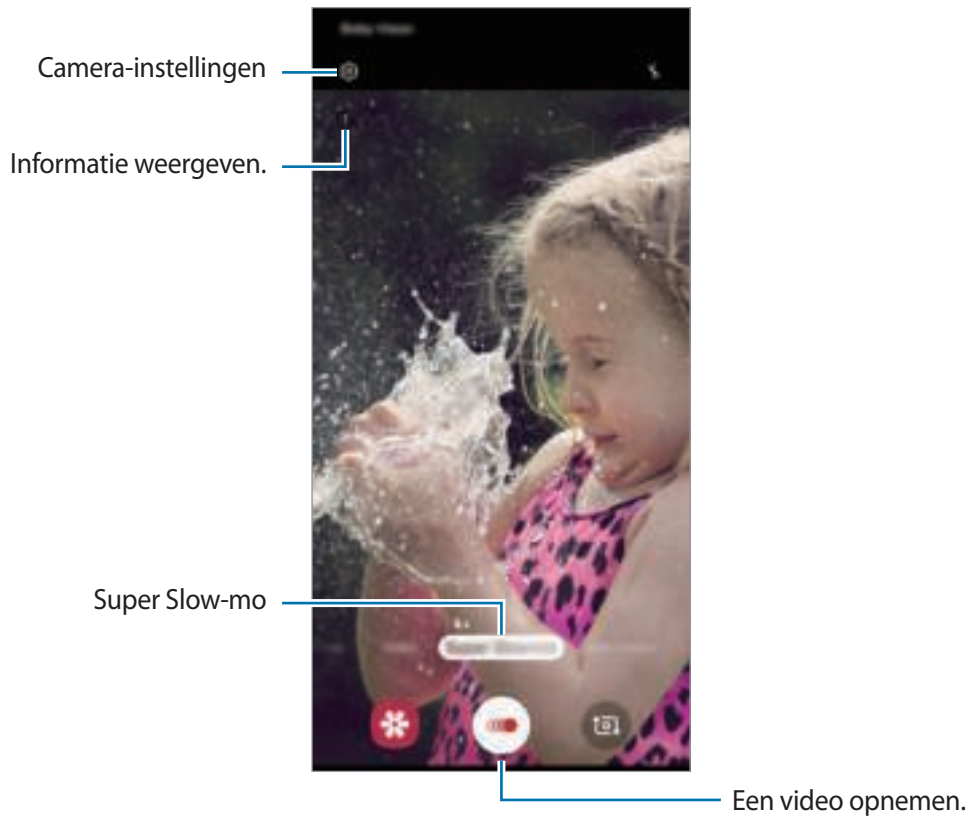 Camera-instellingen
Informatie weergeven.
Super Slow-mo
Een video opnemen.